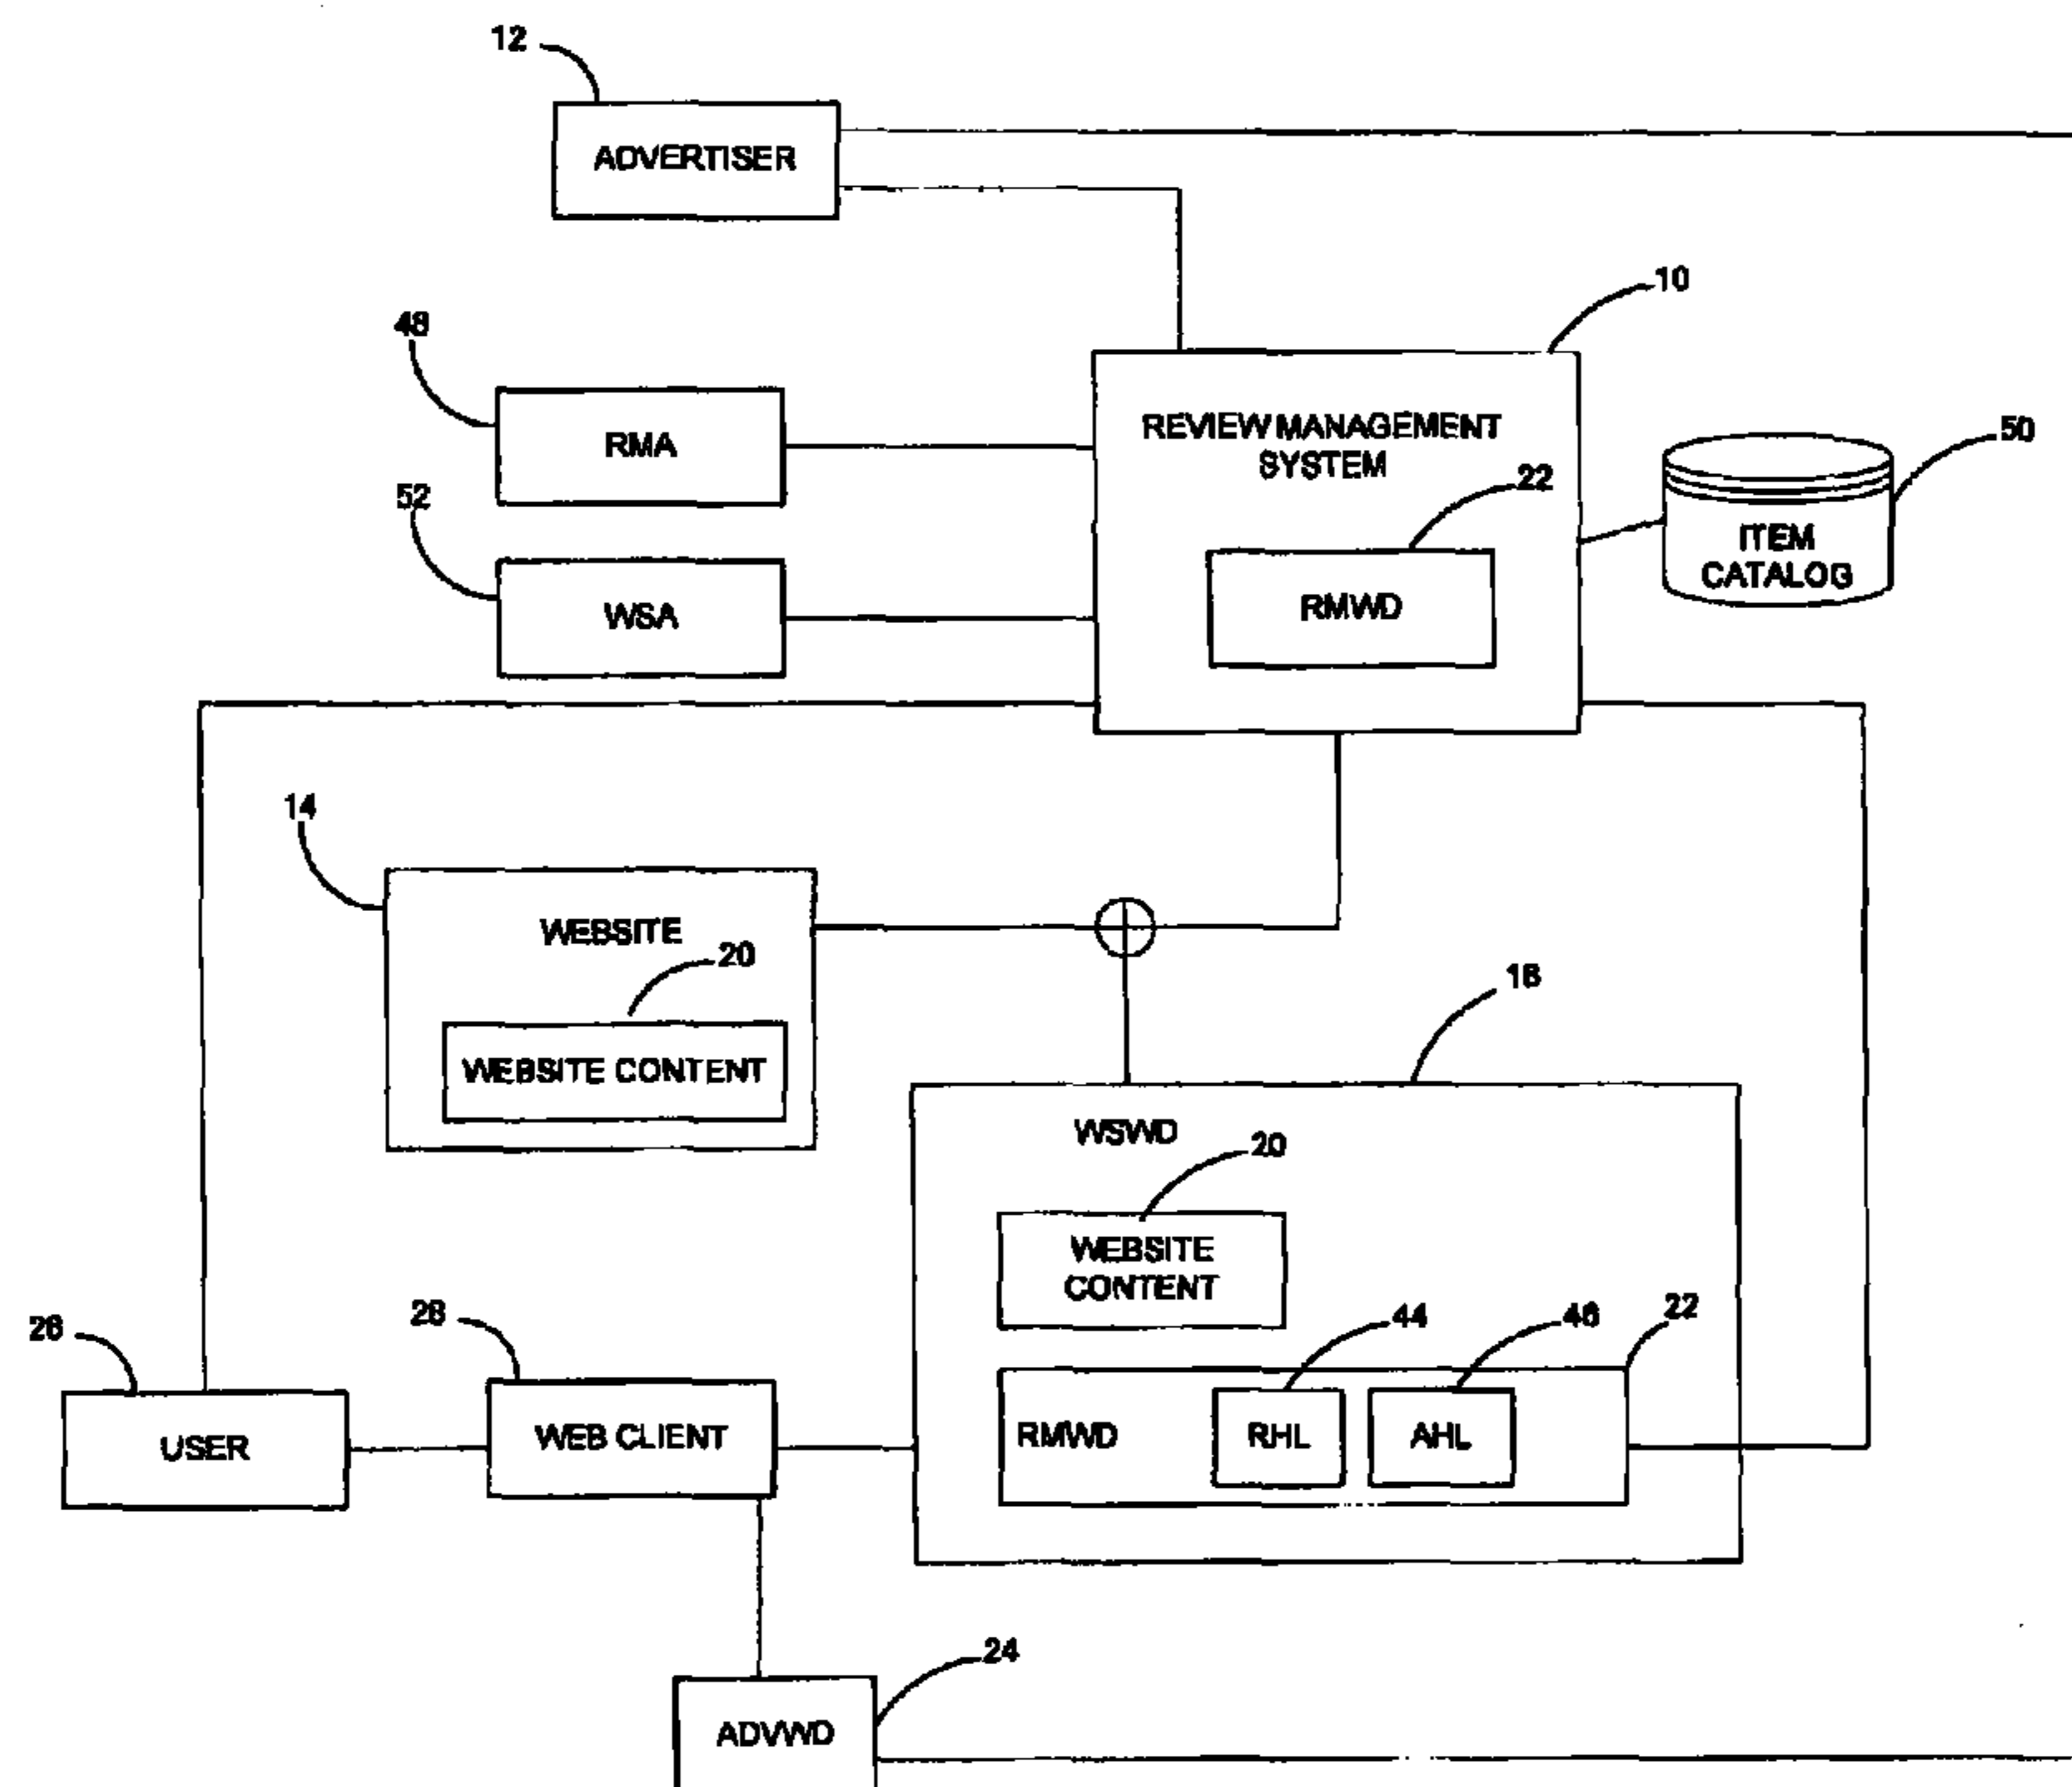 12
ADVERTISER
10
48
REVIEW MANAGEMENT
SYSTEM
RMA
50
22
52
ITEM
CATALOG
RMWD
WSA
14
WEBSITE
20
18
WEBSITE CONTENT
WSWD
20
WEBSITE
CONTENT
26
28
44
46
22
USER
WEB CLIENT
RMWD
RHL
AHL
24
ADVWD